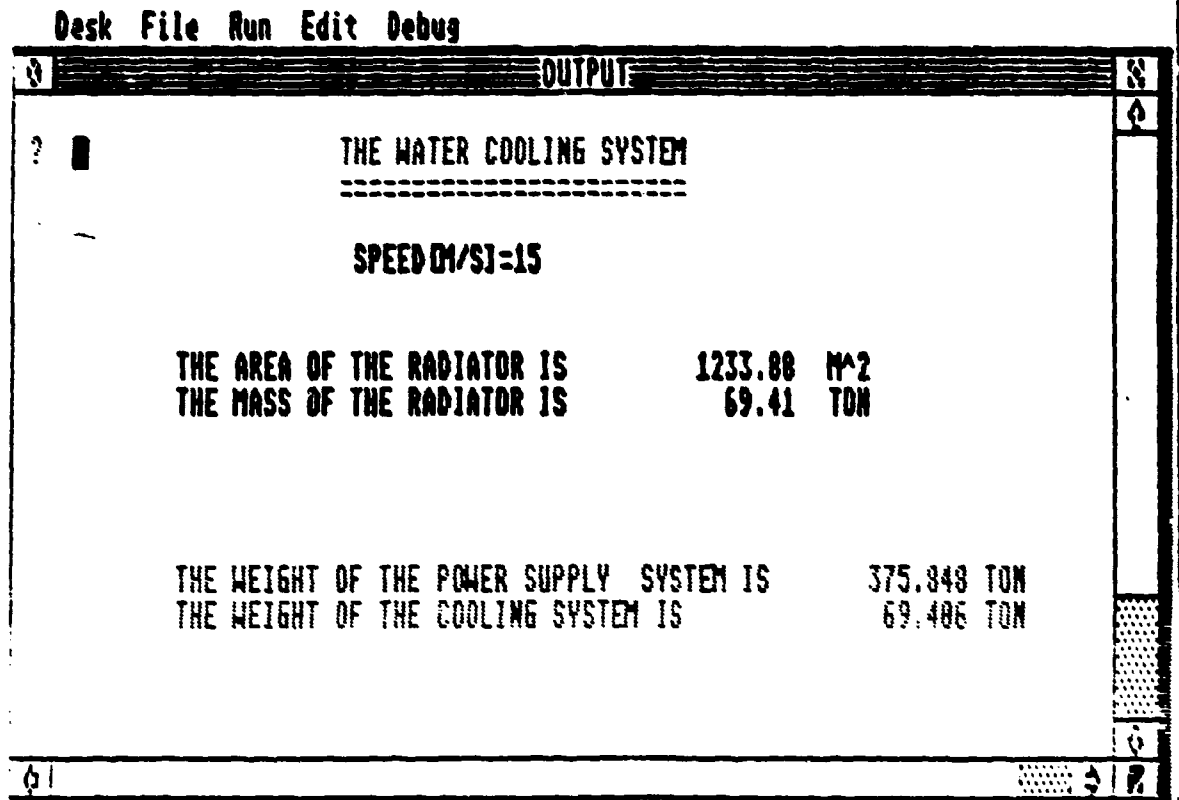 Desk File Run Edit Debug
OUTPUT
?
THE WATER COOLING SYSTEM
========================
SPEED[M/S]=15
THE AREA OF THE RADIATOR IS 1233.88 M^2
THE MASS OF THE RADIATOR IS 69.41 TON
THE WEIGHT OF THE POWER SUPPLY SYSTEM IS 375.848 TON
THE WEIGHT OF THE COOLING SYSTEM IS 69.406 TON